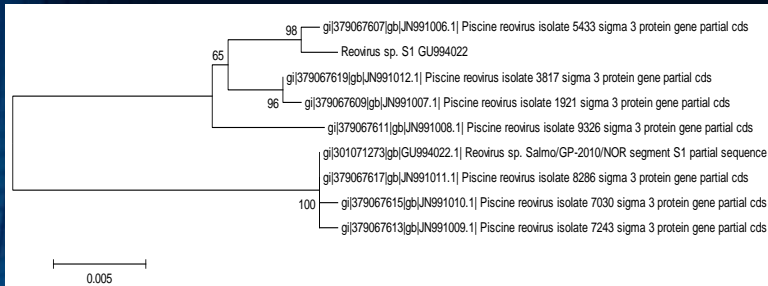 gi|379067607|gb|JN991006.1| Piscine reovirus isolate 5433 sigma 3 protein gene partial cds
98
Reovirus sp. S1 GU994022
65
gi|379067619|gb|JN991012.1| Piscine reovirus isolate 3817 sigma 3 protein gene partial cds
96
gi|379067609|gb|JN991007.1| Piscine reovirus isolate 1921 sigma 3 protein gene partial cds
gi|379067611|gb|JN991008.1| Piscine reovirus isolate 9326 sigma 3 protein gene partial cds
gi|301071273|gb|GU994022.1| Reovirus sp. Salmo/GP-2010/NOR segment S1 partial sequence
gi|379067617|gb|JN991011.1| Piscine reovirus isolate 8286 sigma 3 protein gene partial cds
100
gi|379067615|gb|JN991010.1| Piscine reovirus isolate 7030 sigma 3 protein gene partial cds
gi|379067613|gb|JN991009.1| Piscine reovirus isolate 7243 sigma 3 protein gene partial cds
0.005